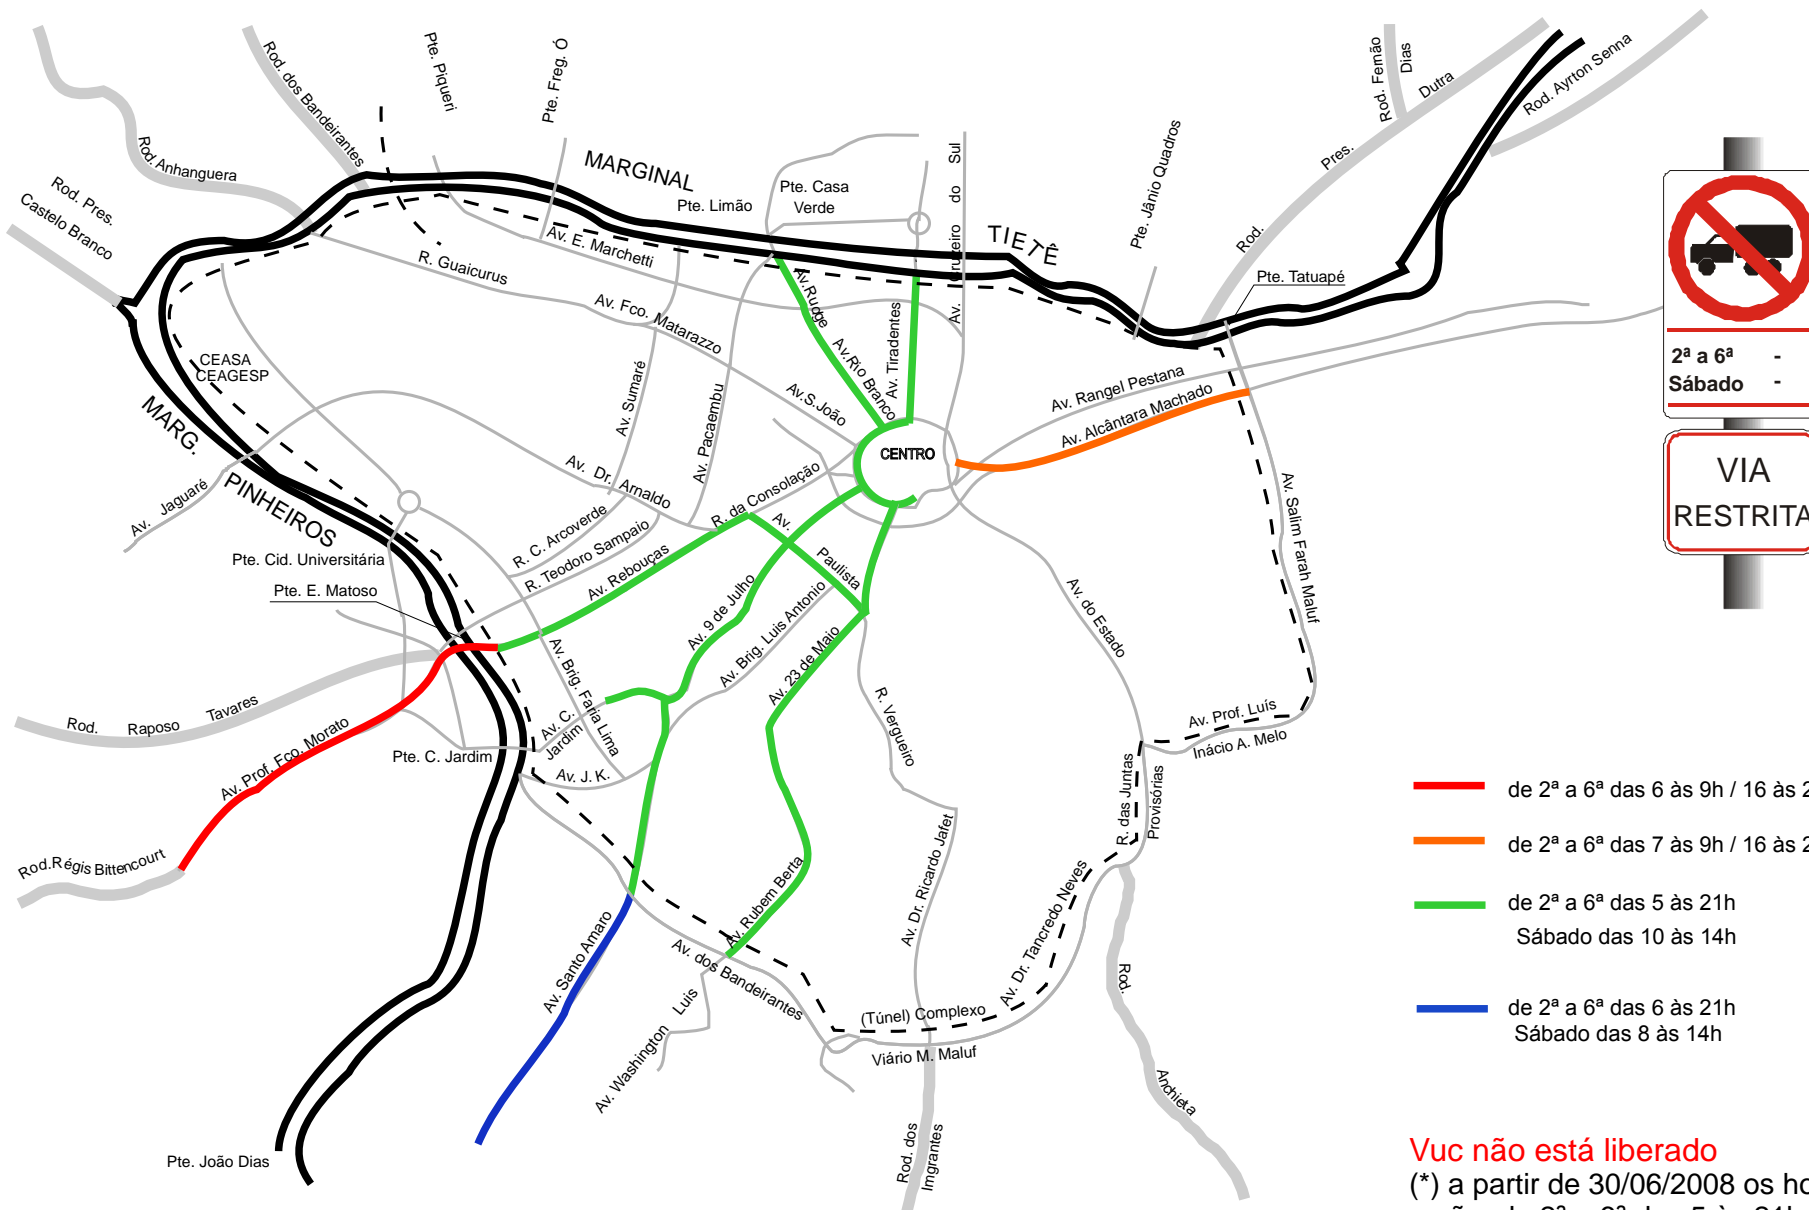 Rod. dos Bandeirantes
Pte. Piqueri
Pte. Freg. Ó
Rod. Fernão
Dias
Dutra
Rod. Ayrton Senna
Rod. Anhanguera
MARGINAL
Pte. Limão
Pte. Casa
Verde
Av. Cruzeiro do Sul
Pte. Jânio Quadros
Pres.
Rod.
Rod. Pres.
Castelo Branco
TIETÊ
Pte. Tatuapé
Av. E. Marchetti
R. Guaicurus
Av. Fco. Matarazzo
Av.Rudge
Av.Rio Branco
Av. Tiradentes
CEASA
CEAGESP
MARG.
PINHEIROS
Av. Sumaré
Av. Pacaembu
Av.S.João
Av. Rangel Pestana
Av. Alcântara Machado
CENTRO
2ª a 6ª -
Sábado -
VIA
RESTRITA
Av. Jaguaré
Av. Dr. Arnaldo
R. da Consolação
R. C. Arcoverde
R. Teodoro Sampaio
Av. Rebouças
Av. Paulista
Av. Salim Farah Maluf
Pte. Cid. Universitária
Pte. E. Matoso
Av. 9 de Julho
Av. Brig. Luis Antonio
Av. 23 de Maio
Av. do Estado
Av. Brig. Faria Lima
R. Vergueiro
Rod. Raposo Tavares
Av. Prof. Fco. Morato
Av. C.
Jardim
Pte. C. Jardim
Av. J. K.
Av. Prof. Luís
Inácio A. Melo
R. das Juntas
Provisórias
Rod.Régis Bittencourt
Av. Santo Amaro
Av. Rubem Berta
Av. dos Bandeirantes
Av. Dr. Ricardo Jafet
Av. Dr. Tancredo Neves
Av. Washington Luis
(Túnel) Complexo
Viário M. Maluf
Rod.
Anchieta
Rod. dos
Imgrantes
Pte. João Dias
de 2ª a 6ª das 6 às 9h / 16 às 2
de 2ª a 6ª das 7 às 9h / 16 às 2
de 2ª a 6ª das 5 às 21h
Sábado das 10 às 14h
de 2ª a 6ª das 6 às 21h
Sábado das 8 às 14h
Vuc não está liberado
(*) a partir de 30/06/2008 os ho